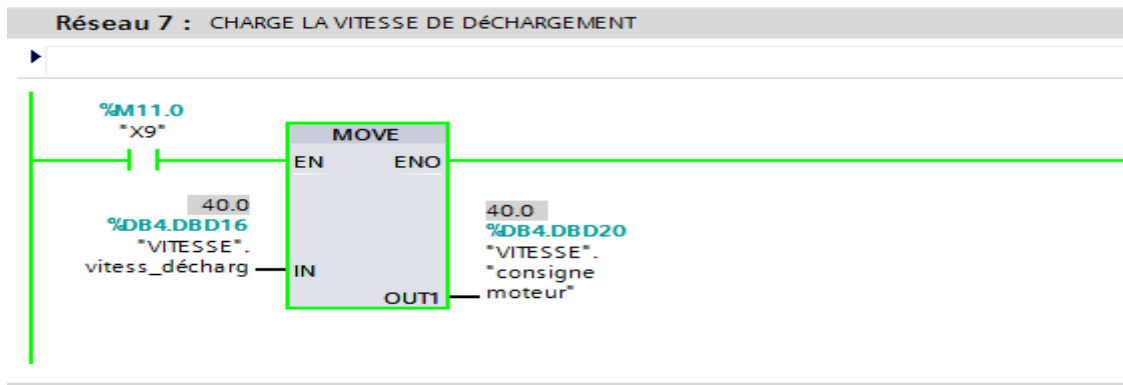 Réseau 7 : CHARGE LA VITESSE DE DéCHARGEMENT
%M11.0
"X9"
MOVE
EN ENO
40.0
%DB4.DBD16
"VITESSE".
vitess_décharg
IN
40.0
%DB4.DBD20
"VITESSE".
"consigne
moteur"
OUT1